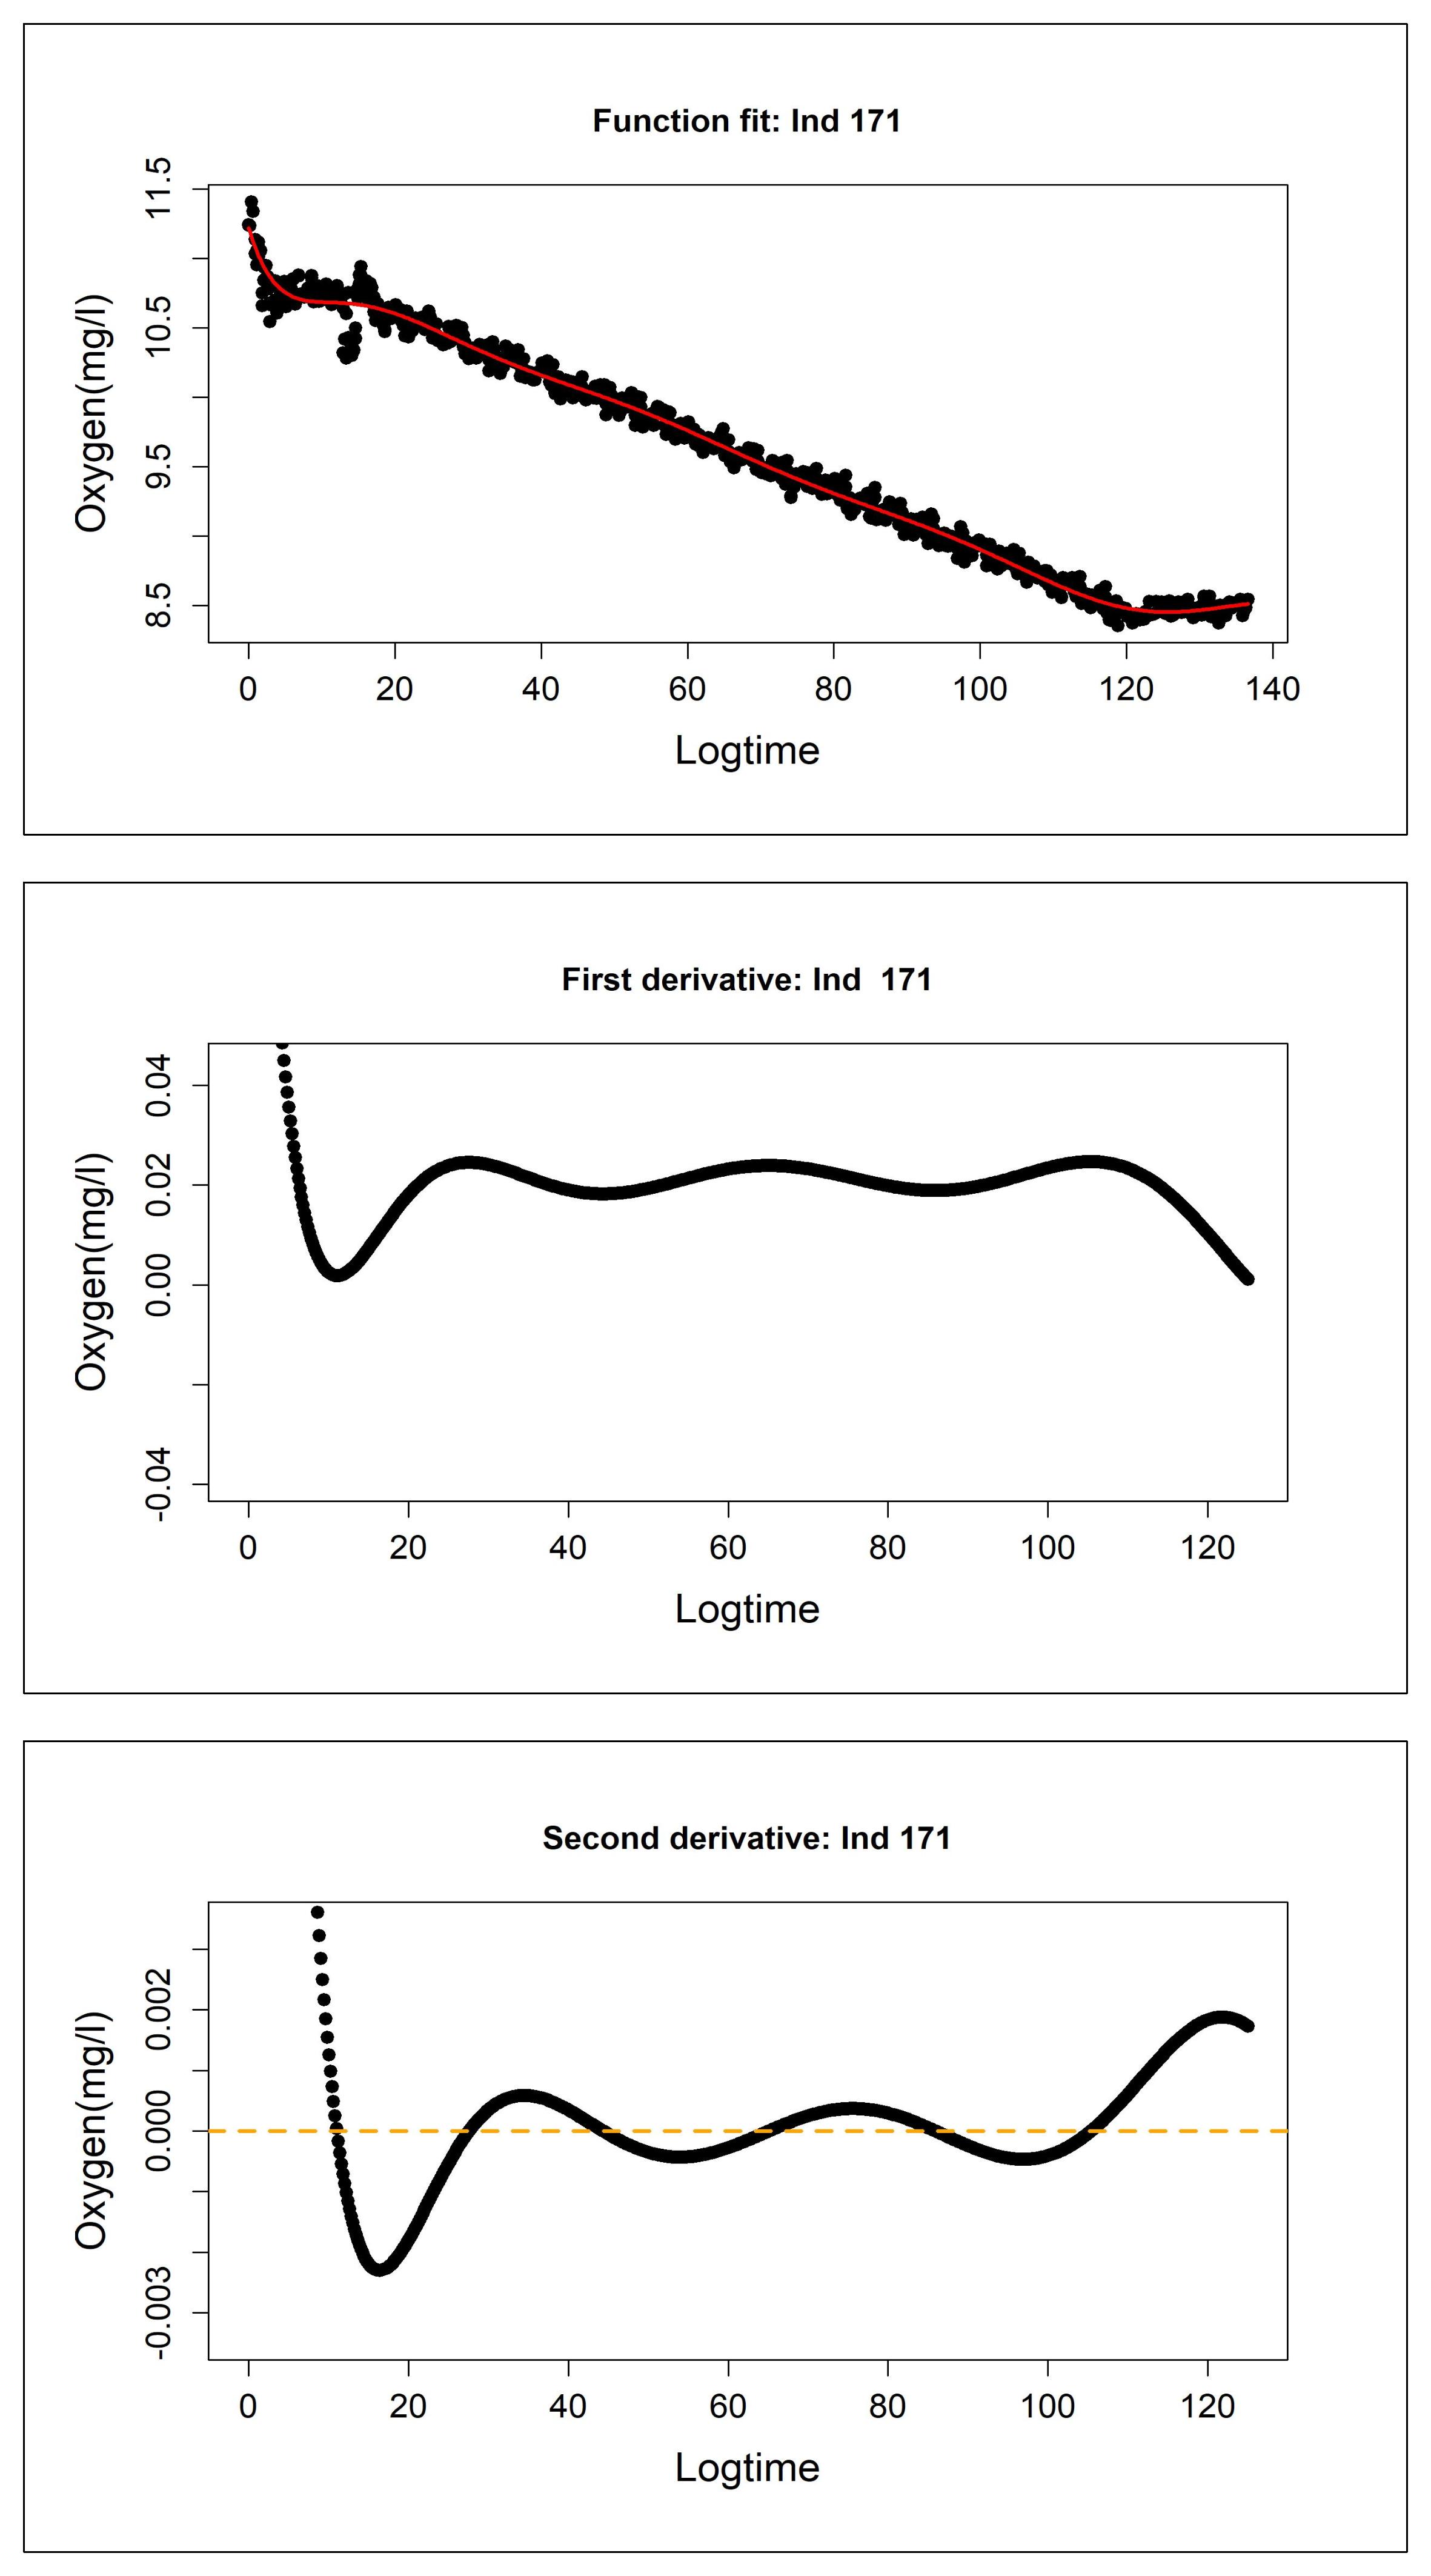 Function fit: Ind 171
11.5
10.5
9.5
8.5
Oxygen(mg/l)
0 20 40 60 80 100 120 140
Logtime
First derivative: Ind  171
0.04
0.02
0.00
-0.04
Oxygen(mg/l)
0 20 40 60 80 100 120
Logtime
Second derivative: Ind 171
0.002
0.000
-0.003
Oxygen(mg/l)
0 20 40 60 80 100 120
Logtime